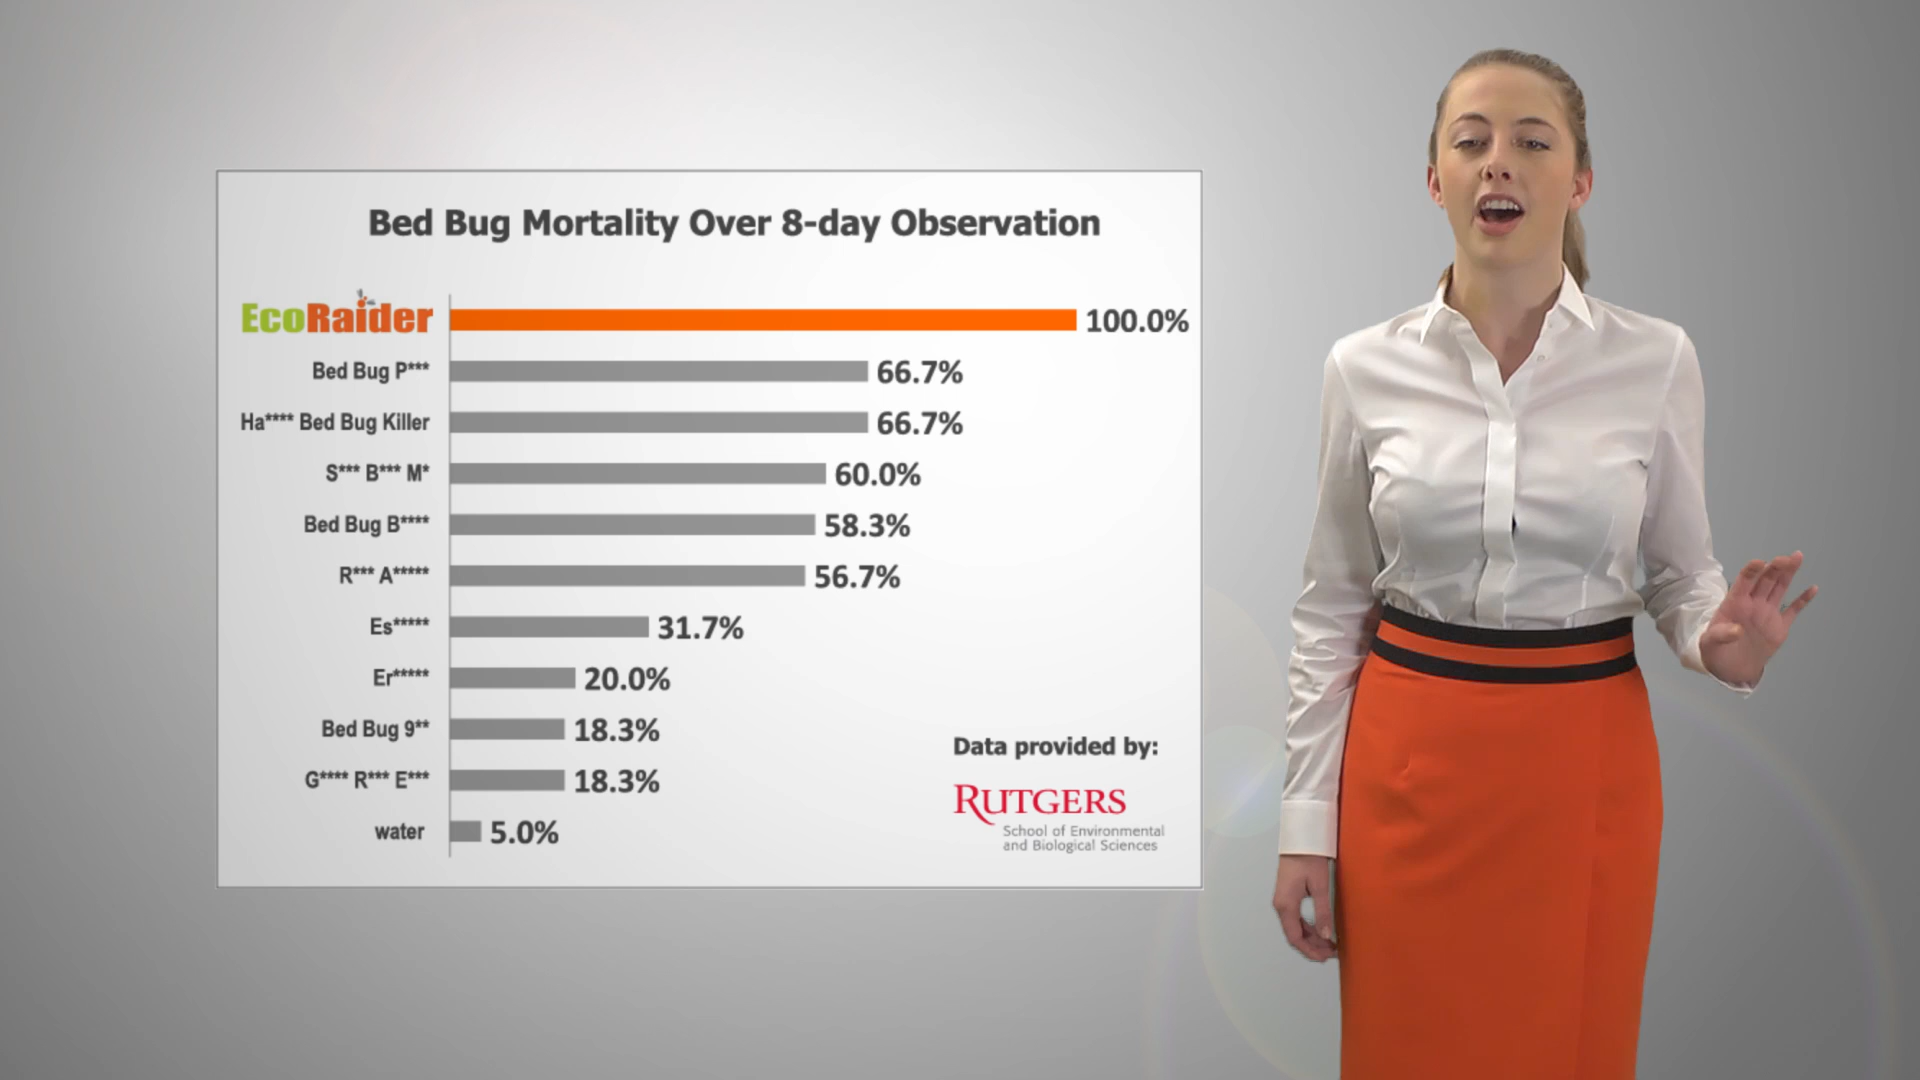 Bed Bug Mortality Over 8-day Observation
EcoRaider 100.0%
Bed Bug P*** 66.7%
Ha**** Bed Bug Killer 66.7%
S*** B*** M* 60.0%
Bed Bug B**** 58.3%
R*** A***** 56.7%
Es***** 31.7%
Er***** 20.0%
Bed Bug 9** 18.3%
G**** R*** E*** 18.3%
water 5.0%
Data provided by:
RUTGERS
School of Environmental
and Biological Sciences